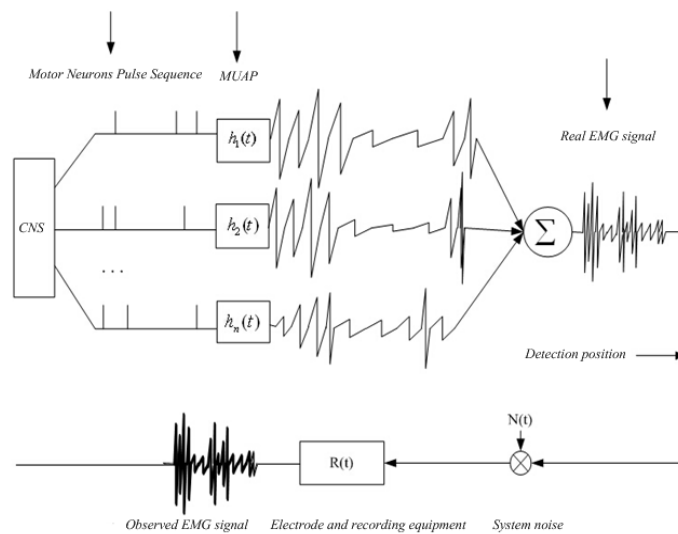 Motor Neurons Pulse Sequence
MUAP
Real EMG signal
h₁(t)
CNS
h₂(t)
Σ
...
hₙ(t)
Detection position
N(t)
R(t)
Observed EMG signal
Electrode and recording equipment
System noise